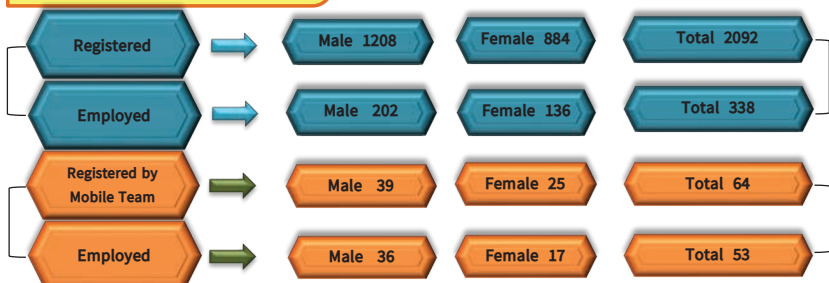 Registered Male 1208 Female 884 Total 2092
Employed Male 202 Female 136 Total 338
Registered by
Mobile Team Male 39 Female 25 Total 64
Employed Male 36 Female 17 Total 53